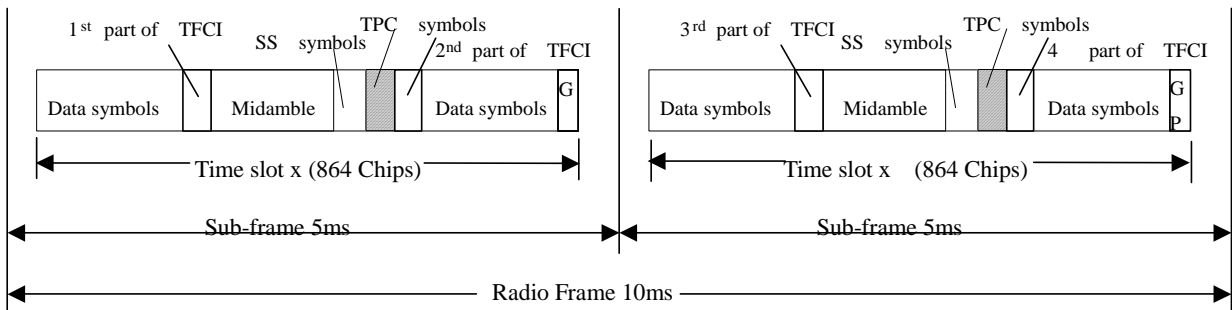 1st part of TFCI
SS symbols
TPC symbols
2nd part of TFCI
Data symbols
Midamble
Data symbols
G
Time slot x (864 Chips)
Sub-frame 5ms
3rd part of TFCI
SS symbols
TPC symbols
4 part of TFCI
Data symbols
Midamble
Data symbols
G
P
Time slot x (864 Chips)
Sub-frame 5ms
Radio Frame 10ms